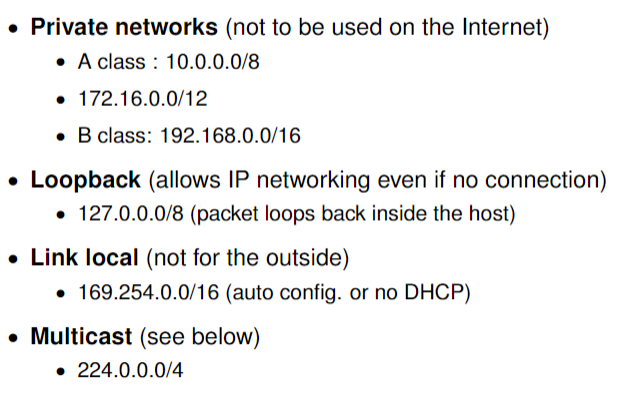 • Private networks (not to be used on the Internet)
• A class : 10.0.0.0/8
• 172.16.0.0/12
• B class: 192.168.0.0/16
• Loopback (allows IP networking even if no connection)
• 127.0.0.0/8 (packet loops back inside the host)
• Link local (not for the outside)
• 169.254.0.0/16 (auto config. or no DHCP)
• Multicast (see below)
• 224.0.0.0/4